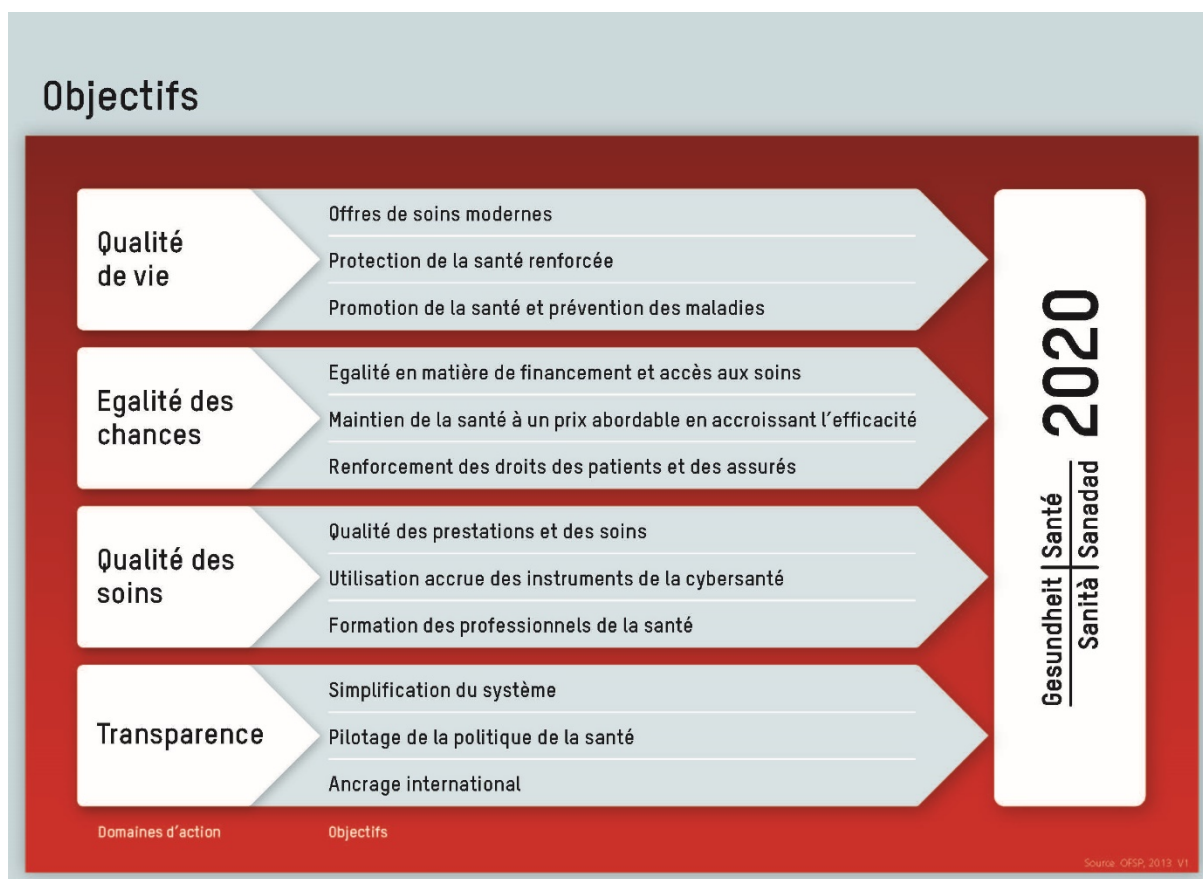 Objectifs
Qualité
de vie
Offres de soins modernes
Protection de la santé renforcée
Promotion de la santé et prévention des maladies
Egalité des
chances
Egalité en matière de financement et accès aux soins
Maintien de la santé à un prix abordable en accroissant l'efficacité
Renforcement des droits des patients et des assurés
Qualité des
soins
Qualité des prestations et des soins
Utilisation accrue des instruments de la cybersanté
Formation des professionnels de la santé
Transparence
Simplification du système
Pilotage de la politique de la santé
Ancrage international
Gesundheit | Santé
Sanità | Sanadad
2020
Domaines d'action
Objectifs
Source: OFSP, 2013. V1